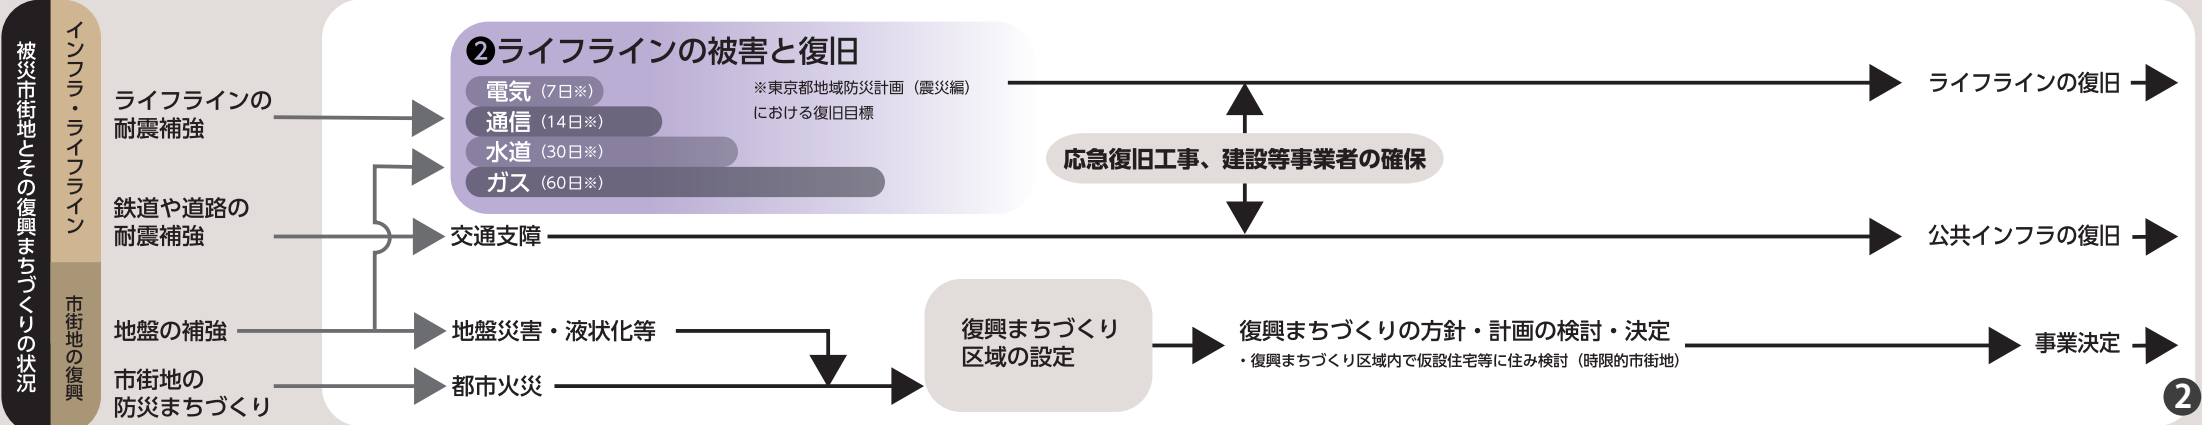 被災市街地とその復興まちづくりの状況
インフラ・ライフライン
市街地の復興
ライフラインの
耐震補強
鉄道や道路の
耐震補強
地盤の補強
市街地の
防災まちづくり
❷ライフラインの被害と復旧
電気（7日※）
通信（14日※）
水道（30日※）
ガス（60日※）
※東京都地域防災計画（震災編）
における復旧目標
交通支障
地盤災害・液状化等
都市火災
応急復旧工事、建設等事業者の確保
復興まちづくり
区域の設定
復興まちづくりの方針・計画の検討・決定
・復興まちづくり区域内で仮設住宅等に住み検討（時限的市街地）
ライフラインの復旧
公共インフラの復旧
事業決定
❷